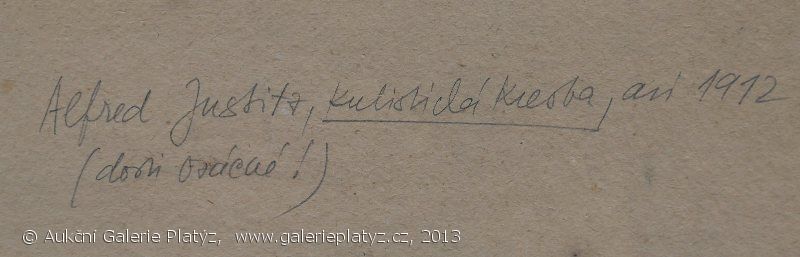 Alfred Justitz, kubistická kresba, asi 1912
(dosti vzácné!)
© Aukční Galerie Platýz, www.galerieplatyz.cz, 2013